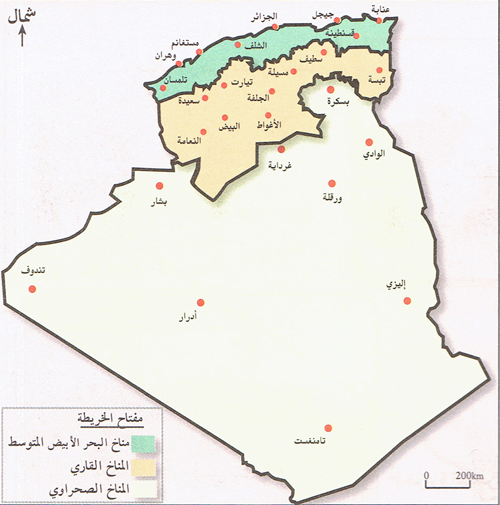 شمال
عنابة
جيجل
الجزائر
قسنطينة
مستغانم
الشلف
وهران
سطيف
تلمسان
مسيلة
تبسة
تيارت
سعيدة
الجلفة
بسكرة
البيض
الأغواط
النعامة
غرداية
الوادي
بشار
ورقلة
تندوف
إليزي
أدرار
تامنغست
مفتاح الخريطة
مناخ البحر الأبيض المتوسط
المناخ القاري
المناخ الصحراوي
0 200km